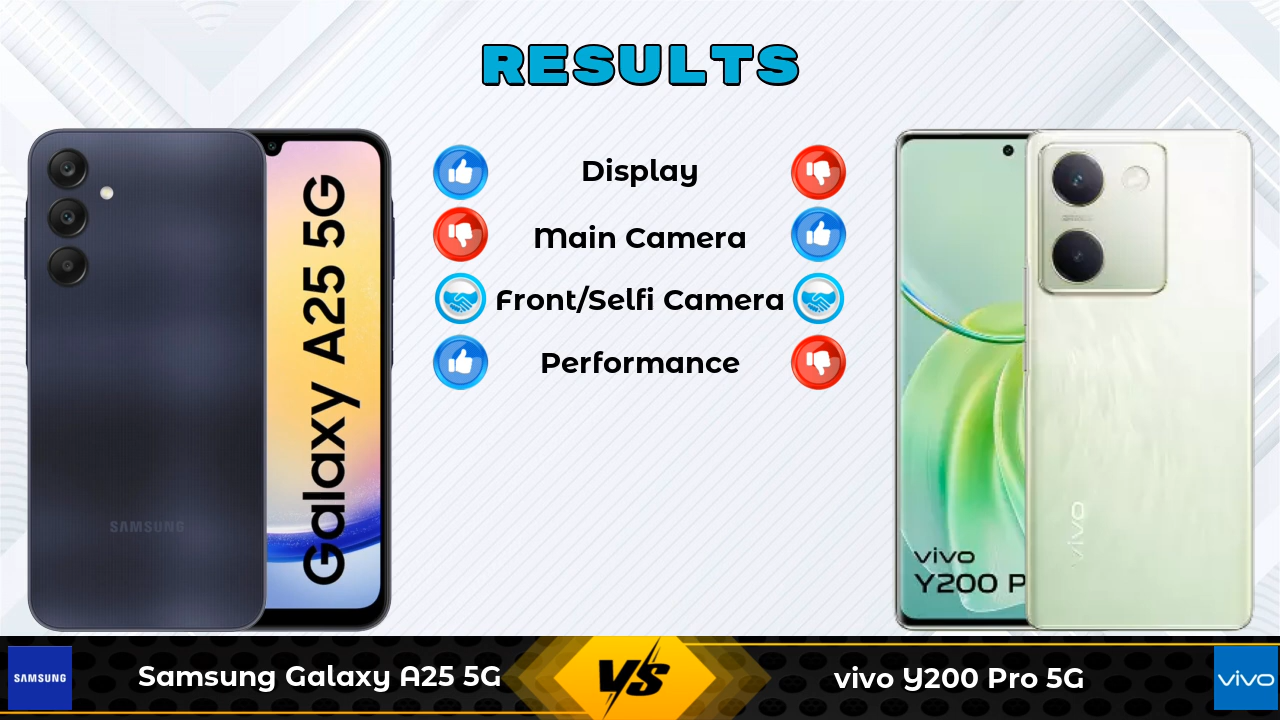 RESULTS
Display
Main Camera
Front/Selfi Camera
Performance
Galaxy A25 5G
SAMSUNG
vivo
vivo
Y200 P
SAMSUNG
Samsung Galaxy A25 5G
VS
vivo Y200 Pro 5G
vivo